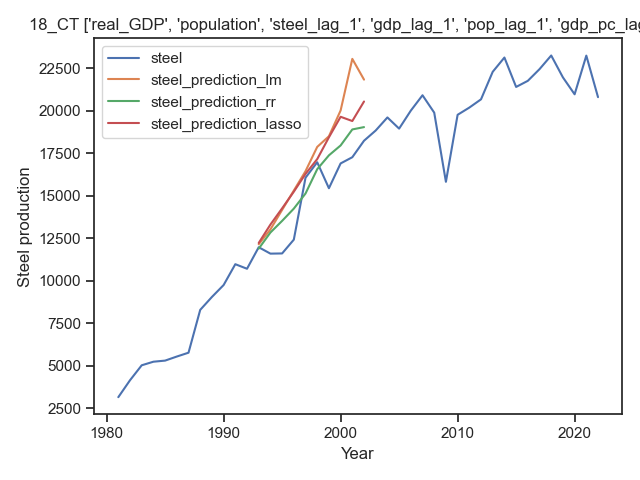 18_CT ['real_GDP', 'population', 'steel_lag_1', 'gdp_lag_1', 'pop_lag_1', 'gdp_pc_lag
steel
steel_prediction_lm
steel_prediction_rr
steel_prediction_lasso
Steel production
22500
20000
17500
15000
12500
10000
7500
5000
2500
1980 1990 2000 2010 2020
Year